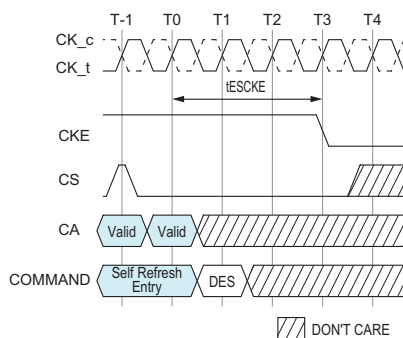 T-1 T0 T1 T2 T3 T4
CK_c
CK_t
tESCKE
CKE
CS
CA Valid Valid
COMMAND Self Refresh
Entry DES
DON'T CARE